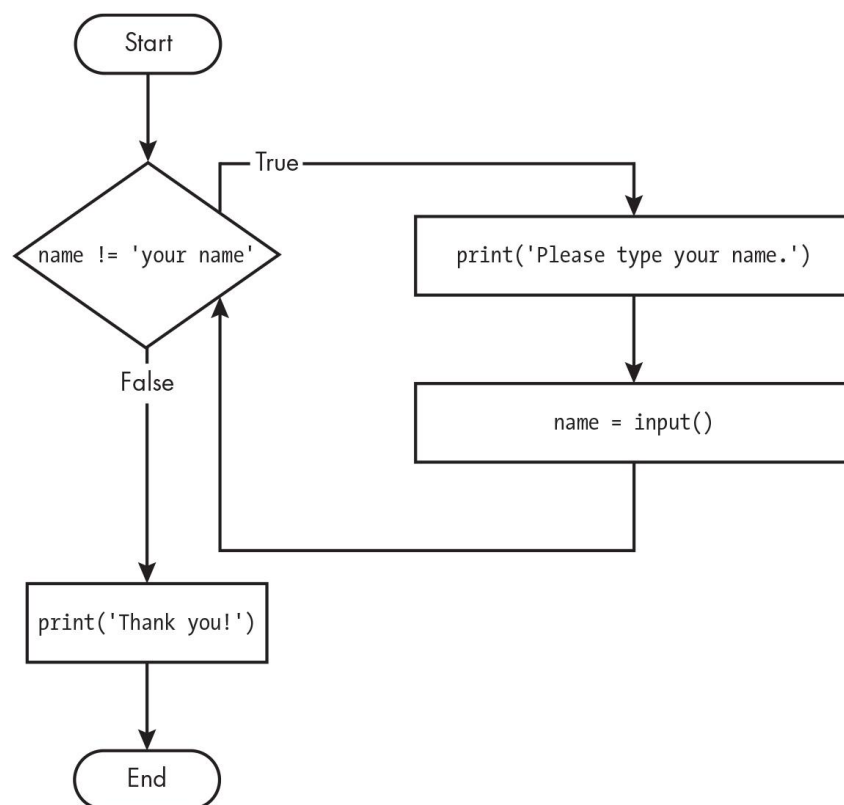 Start
True
name != 'your name'
print('Please type your name.')
False
name = input()
print('Thank you!')
End